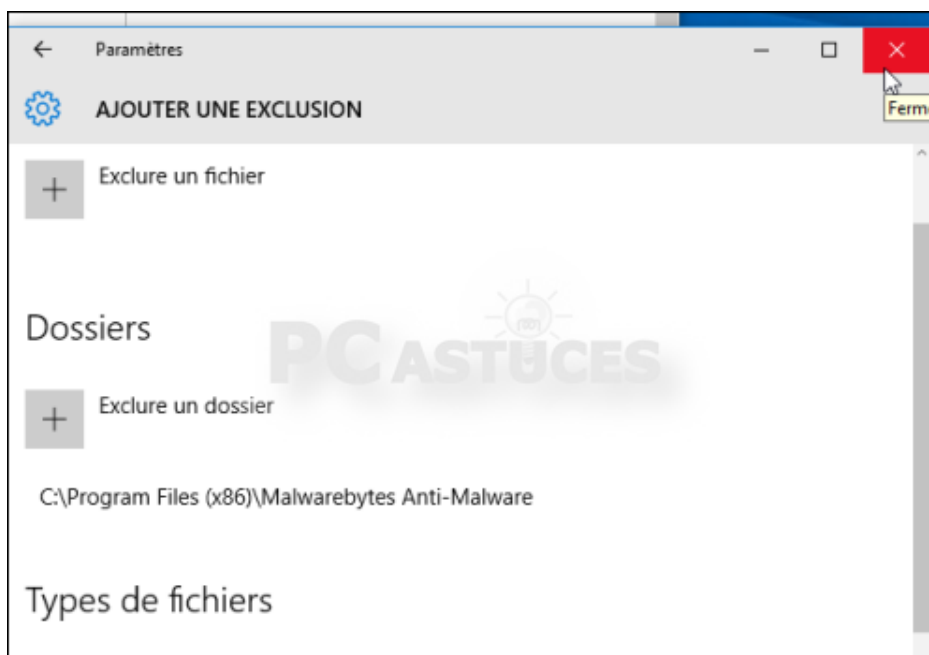 Paramètres
AJOUTER UNE EXCLUSION
Ferm
Exclure un fichier
Dossiers
PC ASTUCES
Exclure un dossier
C:\Program Files (x86)\Malwarebytes Anti-Malware
Types de fichiers